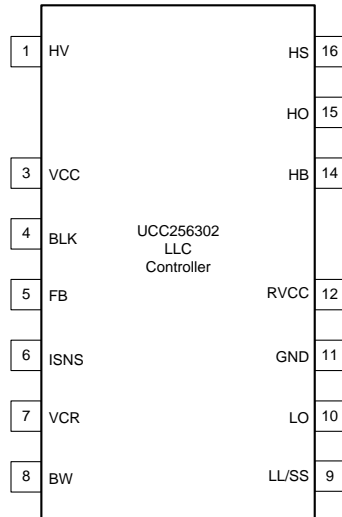 1 HV HS 16
HO 15
3 VCC HB 14
4 BLK
UCC256302
LLC
Controller
5 FB RVCC 12
6 ISNS GND 11
7 VCR LO 10
8 BW LL/SS 9